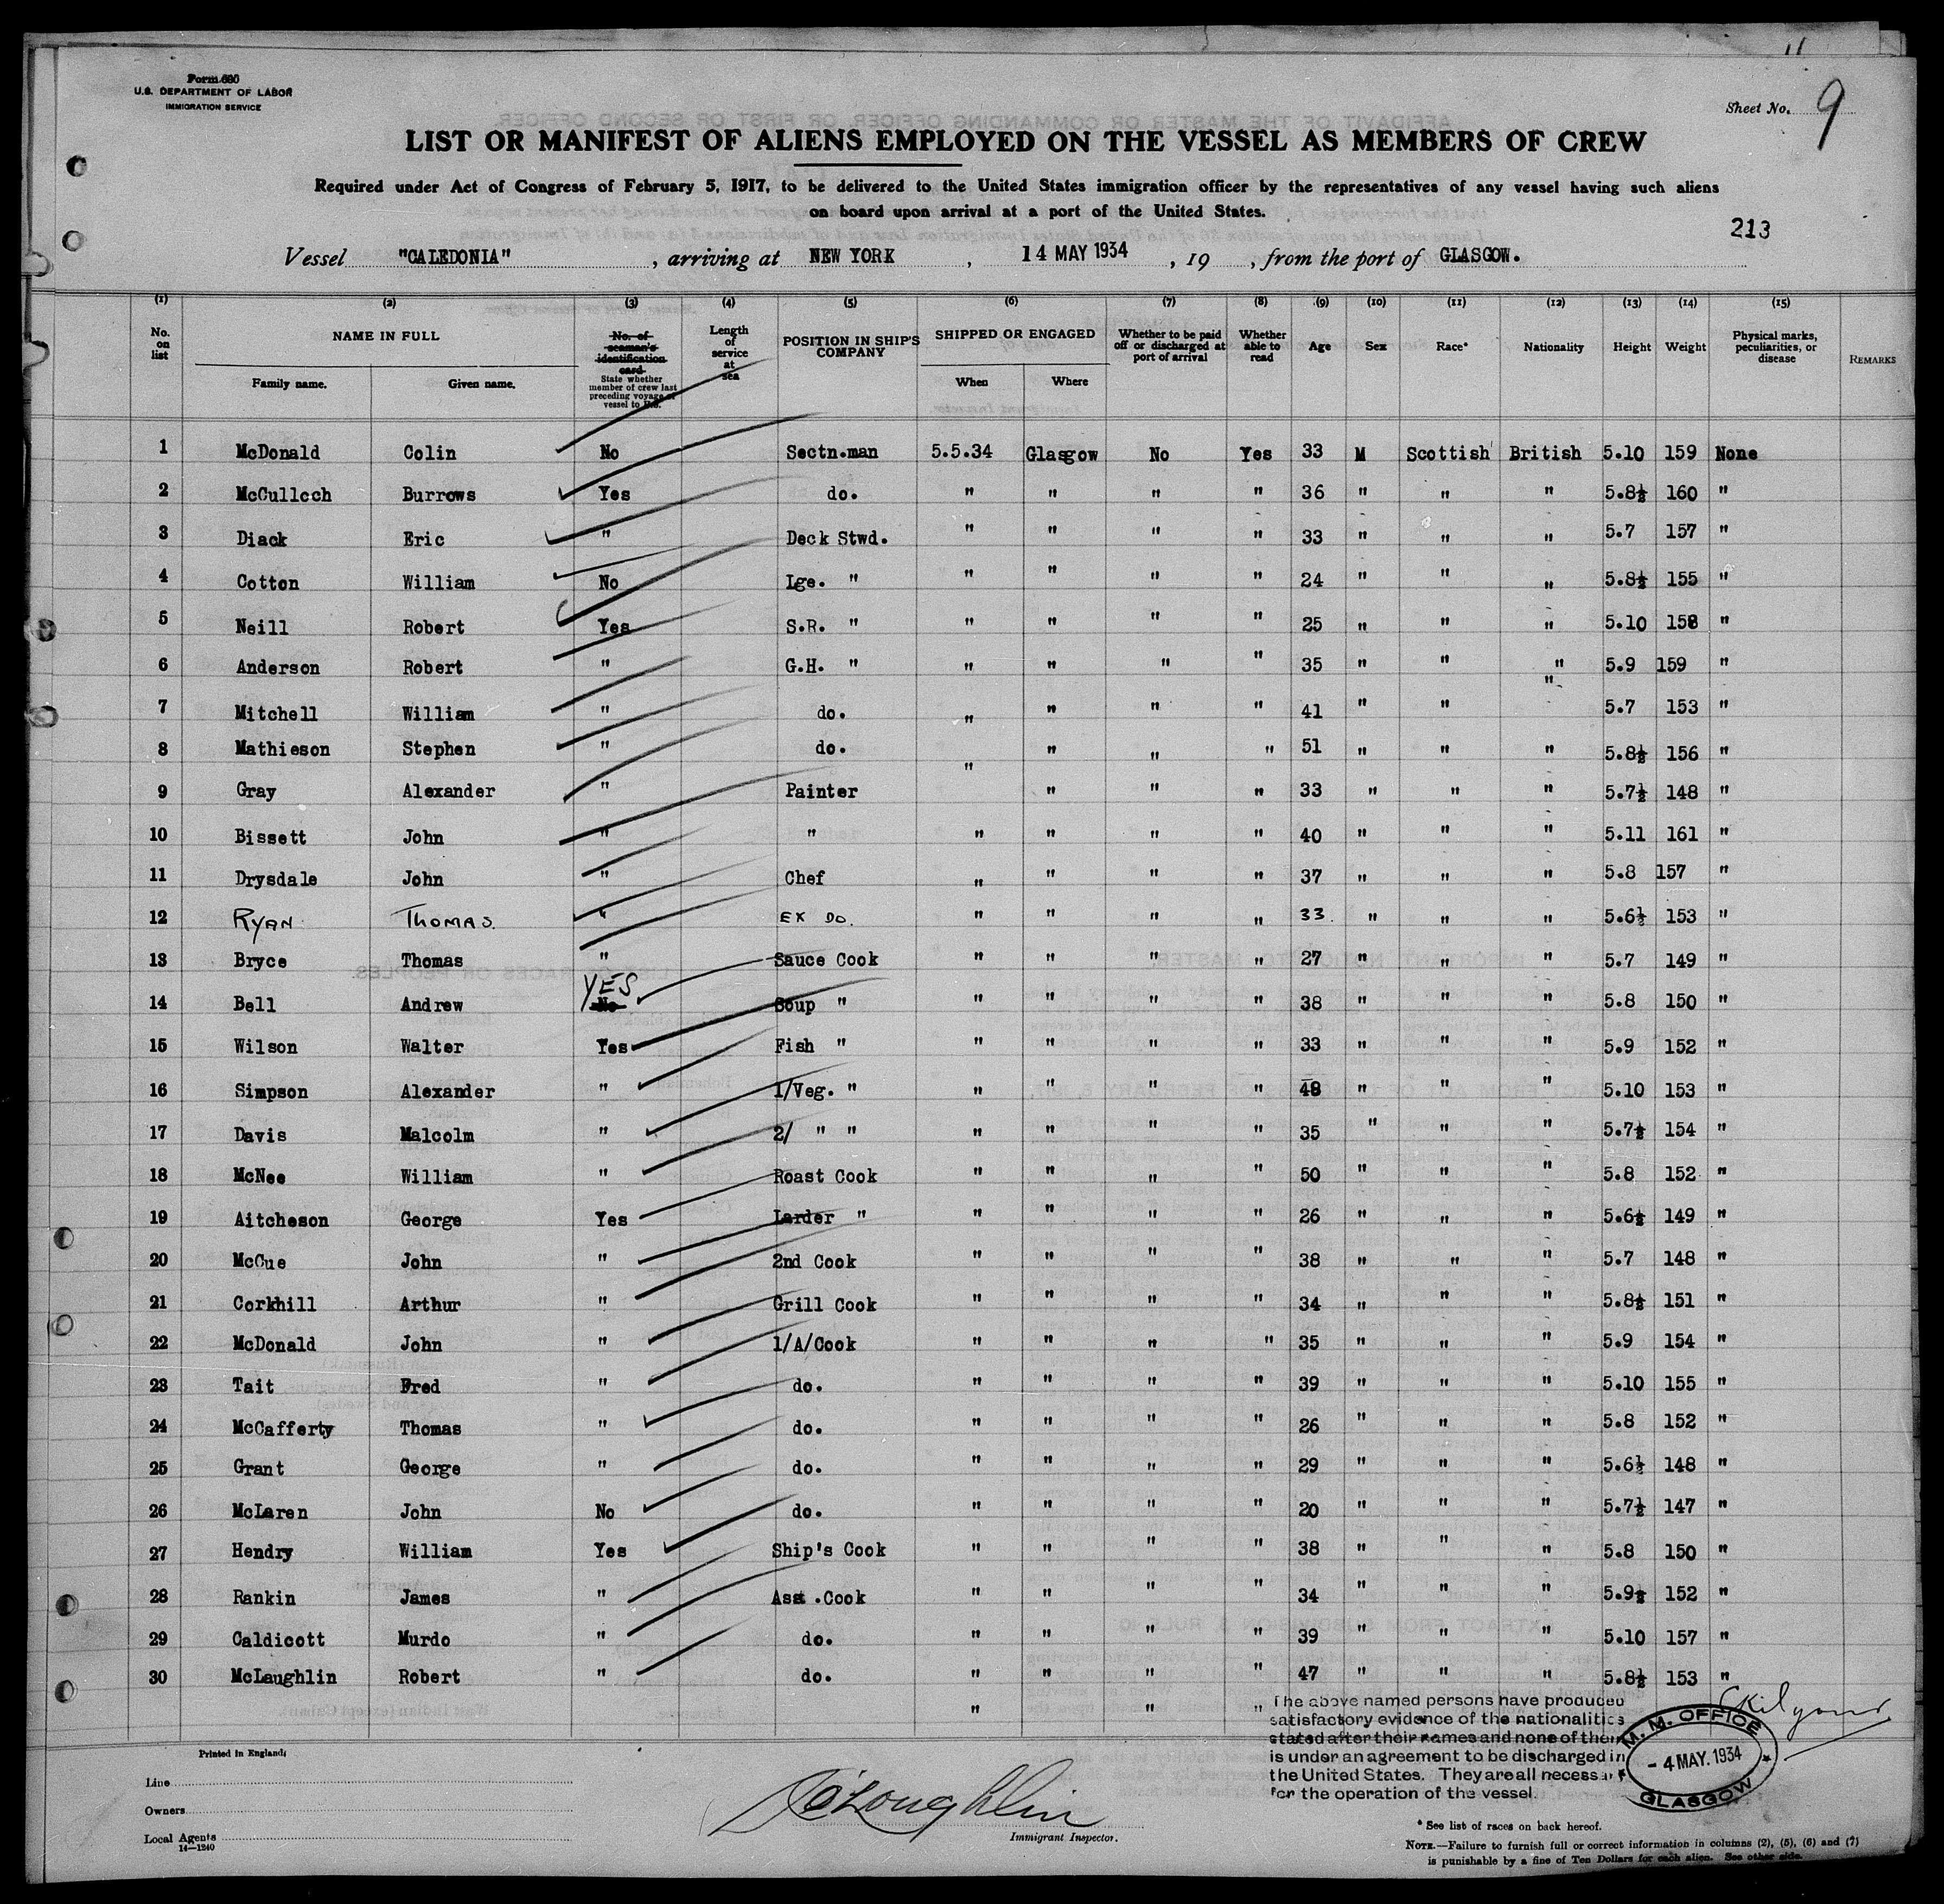 Form 680
U.S. DEPARTMENT OF LABOR
IMMIGRATION SERVICE
Sheet No. 9
LIST OR MANIFEST OF ALIENS EMPLOYED ON THE VESSEL AS MEMBERS OF CREW
Required under Act of Congress of February 5, 1917, to be delivered to the United States immigration officer by the representatives of any vessel having such aliens
on board upon arrival at a port of the United States.
213
Vessel "CALEDONIA", arriving at NEW YORK, 14 MAY 1934, 19 , from the port of GLASGOW.
(1) (2) (3) (4) (5) (6) (7) (8) (9) (10) (11) (12) (13) (14) (15)
No. on list NAME IN FULL Family name. Given name. No. of seaman's identification card State whether member of crew last preceding voyage of vessel to U.S. Length of service at sea POSITION IN SHIP'S COMPANY SHIPPED OR ENGAGED When Where Whether to be paid off or discharged at port of arrival Whether able to read Age Sex Race* Nationality Height Weight Physical marks, peculiarities, or disease REMARKS
1 McDonald Colin No Sectn.man 5.5.34 Glasgow No Yes 33 M Scottish British 5.10 159 None
2 McCulloch Burrows Yes do. " " " " 36 " " " 5.8½ 160 "
3 Diack Eric " Deck Stwd. " " " " 33 " " " 5.7 157 "
4 Cotton William No Lge. " " " " " 24 " " " 5.8½ 155 "
5 Neill Robert Yes S.R. " " " " " 25 " " " 5.10 158 "
6 Anderson Robert " G.H. " " " " " 35 " " " 5.9 159 "
7 Mitchell William " do. " " " " 41 " " " 5.7 153 "
8 Mathieson Stephen " do. " " " " 51 " " " 5.8½ 156 "
9 Gray Alexander " Painter " " " 33 " " " 5.7½ 148 "
10 Bissett John " " " " " " 40 " " " 5.11 161 "
11 Drysdale John " Chef " " " " 37 " " " 5.8 157 "
12 RYAN THOMAS. " EX DO. " " " " 33. " " " 5.6½ 153 "
13 Bryce Thomas " Sauce Cook " " " " 27 " " " 5.7 149 "
14 Bell Andrew YES No Soup " " " " " 38 " " " 5.8 150 "
15 Wilson Walter Yes Fish " " " " " 33 " " " 5.9 152 "
16 Simpson Alexander " 1/Veg. " " " " " 48 " " " 5.10 153 "
17 Davis Malcolm " 2/ " " " " " " 35 " " " 5.7½ 154 "
18 McNee William " Roast Cook " " " " 50 " " " 5.8 152 "
19 Aitcheson George Yes Larder " " " " " 26 " " " 5.6½ 149 "
20 McCue John " 2nd Cook " " " " 38 " " " 5.7 148 "
21 Corkhill Arthur " Grill Cook " " " " 34 " " " 5.8½ 151 "
22 McDonald John " 1/A/Cook " " " " 35 " " " 5.9 154 "
23 Tait Fred " do. " " " " 39 " " " 5.10 155 "
24 McCafferty Thomas " do. " " " " 26 " " " 5.8 152 "
25 Grant George " do. " " " " 29 " " " 5.6½ 148 "
26 McLaren John No do. " " " " 20 " " " 5.7½ 147 "
27 Hendry William Yes Ship's Cook " " " " 38 " " " 5.8 150 "
28 Rankin James " Asst.Cook " " " " 34 " " " 5.9½ 152 "
29 Caldicott Murdo " do. " " " " 39 " " " 5.10 157 "
30 McLaughlin Robert " do. " " " " 47 " " " 5.8½ 153 "
" " "
The above named persons have produced
satisfactory evidence of the nationalities
stated after their names and none of them
is under an agreement to be discharged in
the United States. They are all necessary
for the operation of the vessel.
M.M. OFFICE
- 4 MAY. 1934
GLASGOW
Printed in England:
Line
Owners
Local Agents
14—1240
O'Loughlin
Immigrant Inspector.
* See list of races on back hereof.
NOTE.—Failure to furnish full or correct information in columns (2), (5), (6) and (7)
is punishable by a fine of Ten Dollars for each alien. See other side.